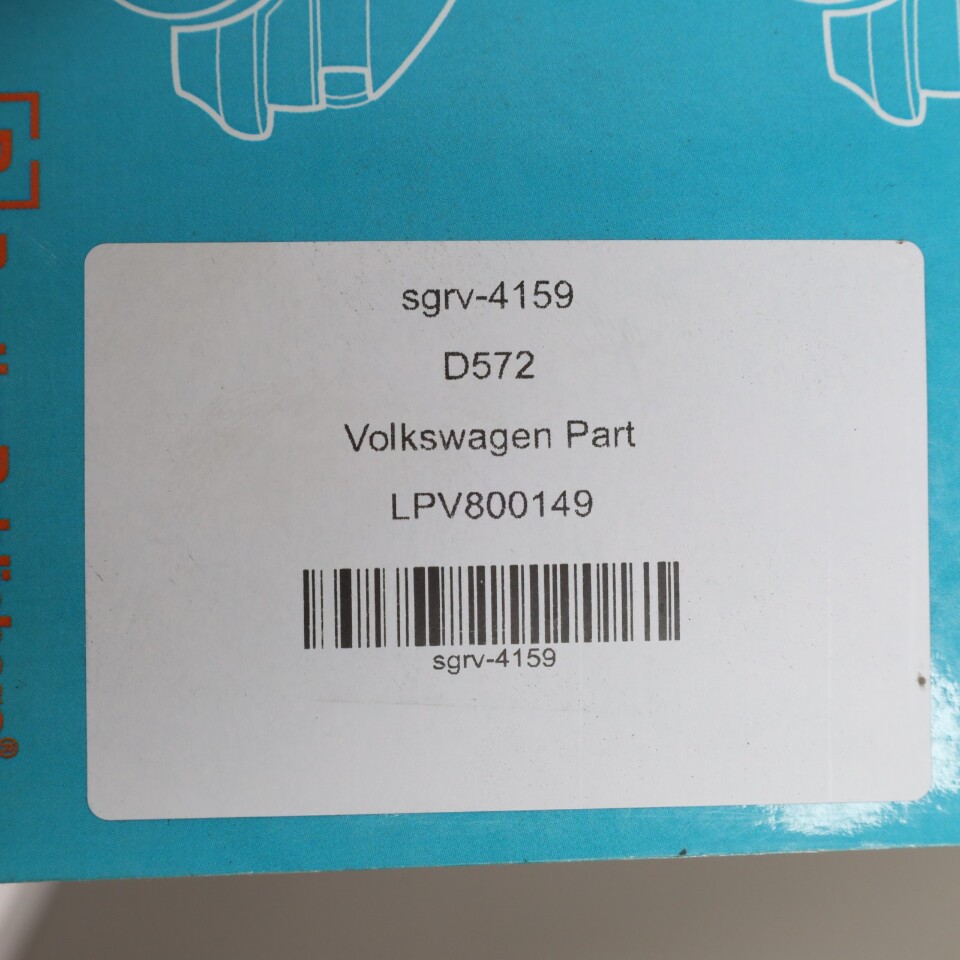 sgrv-4159
D572
Volkswagen Part
LPV800149
sgrv-4159